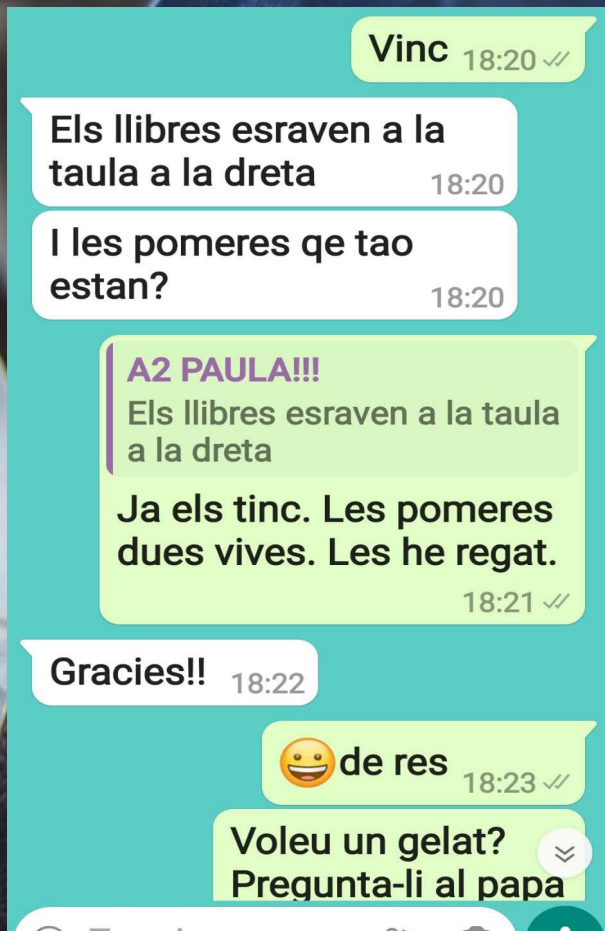 Vinc 18:20
Els llibres esraven a la
taula a la dreta 18:20
I les pomeres qe tao
estan? 18:20
A2 PAULA!!!
Els llibres esraven a la taula
a la dreta
Ja els tinc. Les pomeres
dues vives. Les he regat.
18:21
Gracies!! 18:22
😀de res 18:23
Voleu un gelat?
Pregunta-li al papa